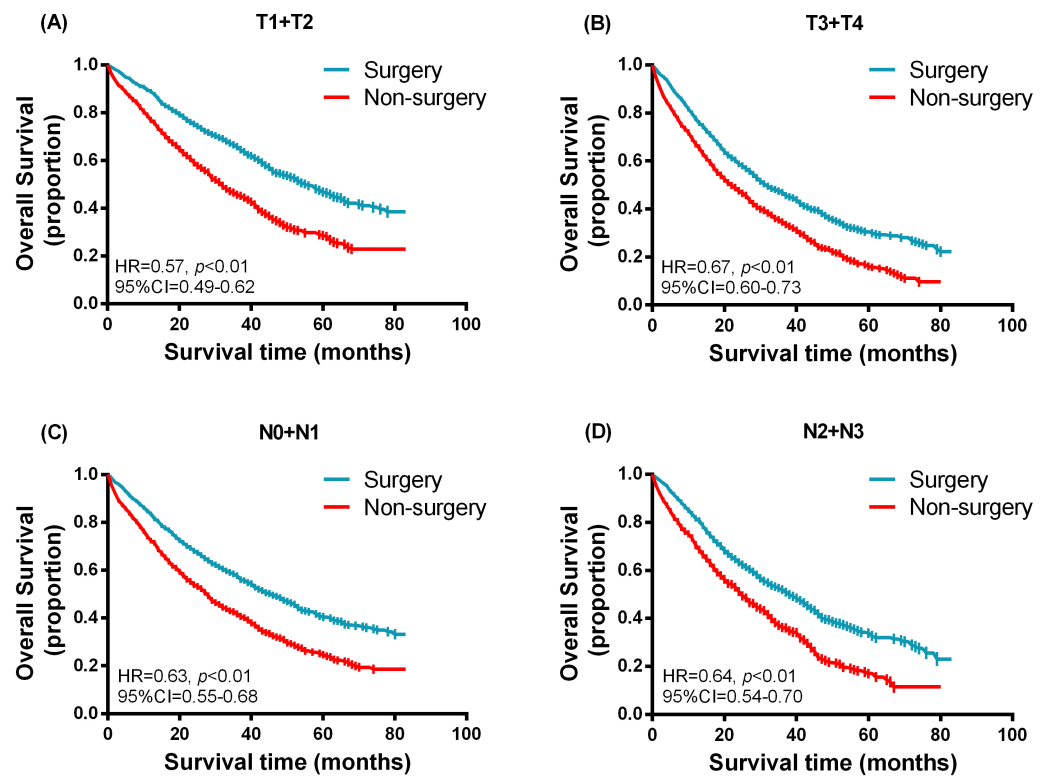 (A)
T1+T2
Overall Survival
(proportion)
1.0
0.8
0.6
0.4
0.2
0.0
Surgery
Non-surgery
HR=0.57, p<0.01
95%CI=0.49-0.62
0 20 40 60 80 100
Survival time (months)
(B)
T3+T4
Overall Survival
(proportion)
1.0
0.8
0.6
0.4
0.2
0.0
Surgery
Non-surgery
HR=0.67, p<0.01
95%CI=0.60-0.73
0 20 40 60 80 100
Survival time (months)
(C)
N0+N1
Overall Survival
(proportion)
1.0
0.8
0.6
0.4
0.2
0.0
Surgery
Non-surgery
HR=0.63, p<0.01
95%CI=0.55-0.68
0 20 40 60 80 100
Survival time (months)
(D)
N2+N3
Overall Survival
(proportion)
1.0
0.8
0.6
0.4
0.2
0.0
Surgery
Non-surgery
HR=0.64, p<0.01
95%CI=0.54-0.70
0 20 40 60 80 100
Survival time (months)